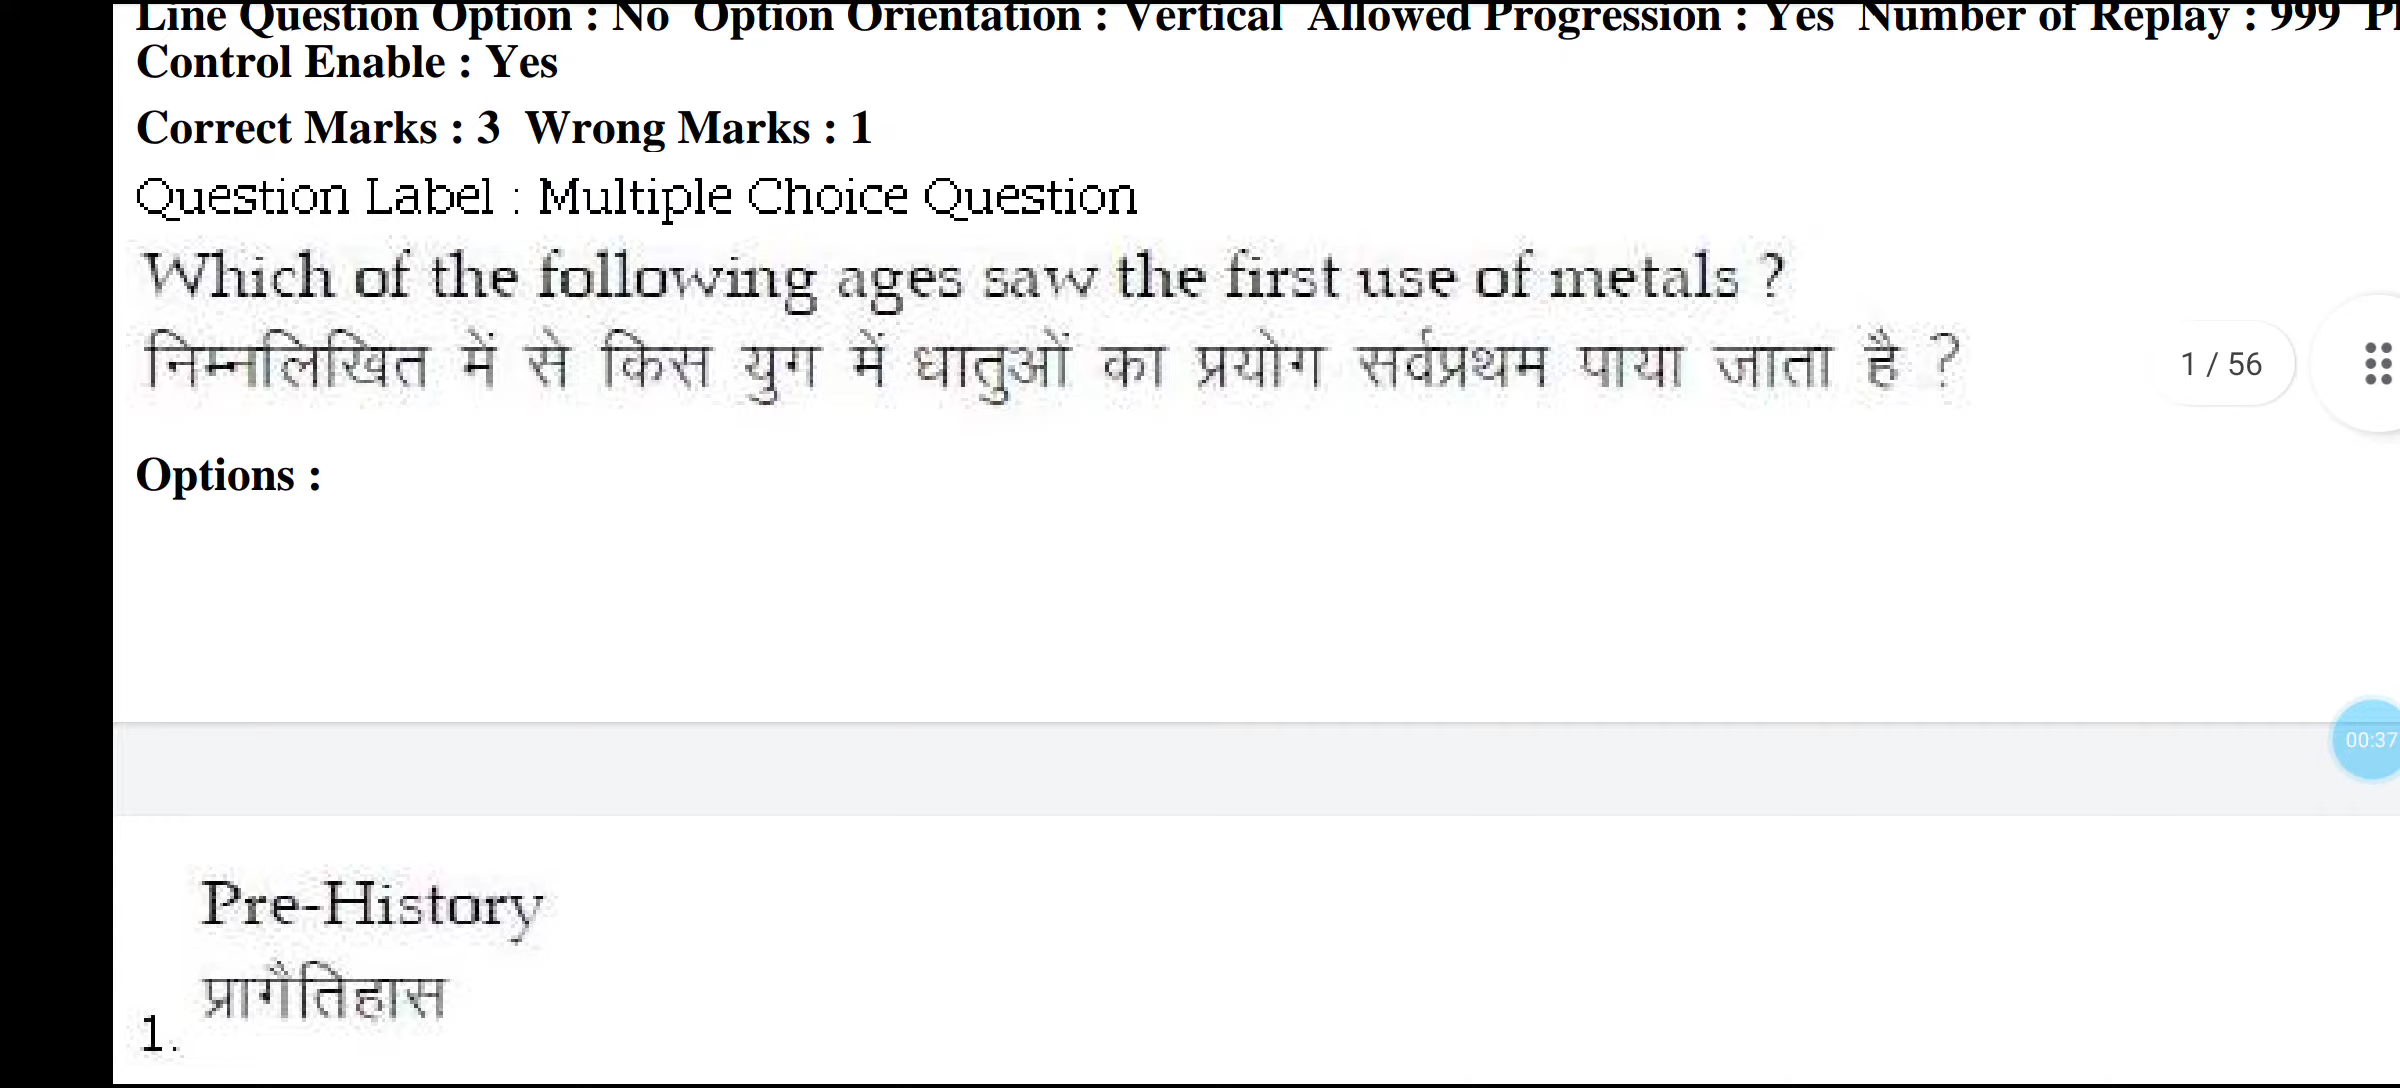 Line Question Option : No Option Orientation : Vertical Allowed Progression : Yes Number of Replay : 999
Control Enable : Yes
Correct Marks : 3 Wrong Marks : 1
Question Label : Multiple Choice Question
Which of the following ages saw the first use of metals ?
निम्नलिखित में से किस युग में धातुओं का प्रयोग सर्वप्रथम पाया जाता है ?
1 / 56
Options :
00:37
Pre-History
प्रागैतिहास
1.